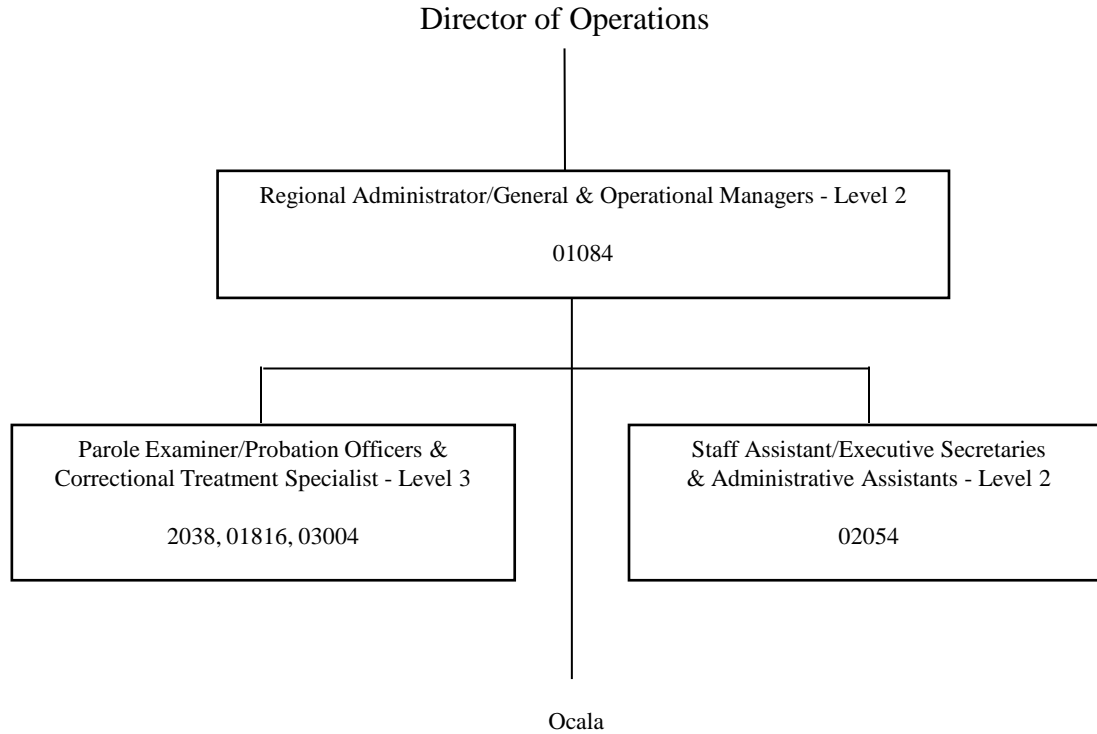 Director of Operations
Regional Administrator/General & Operational Managers - Level 2
01084
Parole Examiner/Probation Officers &
Correctional Treatment Specialist - Level 3
2038, 01816, 03004
Staff Assistant/Executive Secretaries
& Administrative Assistants - Level 2
02054
Ocala